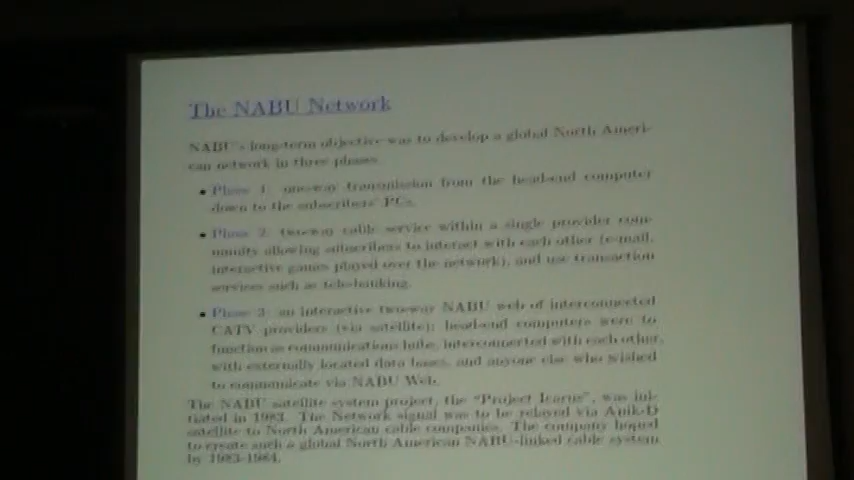 The NABU Network
NABU's long-term objective was to develop a global North Ameri-
can network in three phases
• Phase 1: one-way transmission from the head-end computer
down to the subscribers' PCs.
• Phase 2: two-way cable service within a single provider com-
munity allowing subscribers to interact with each other (e-mail,
interactive games played over the network), and use transaction
services such as tele-banking.
• Phase 3: an interactive two-way NABU web of interconnected
CATV providers (via satellite); head-end computers were to
function as communications hubs, interconnected with each other,
with externally located data bases, and anyone else who wished
to communicate via NABU Web.
The NABU satellite system project, the "Project Icarus", was ini-
tiated in 1983. The Network signal was to be relayed via Anik-D
satellite to North American cable companies. The company hoped
to create such a global North American NABU-linked cable system
by 1983-1984.